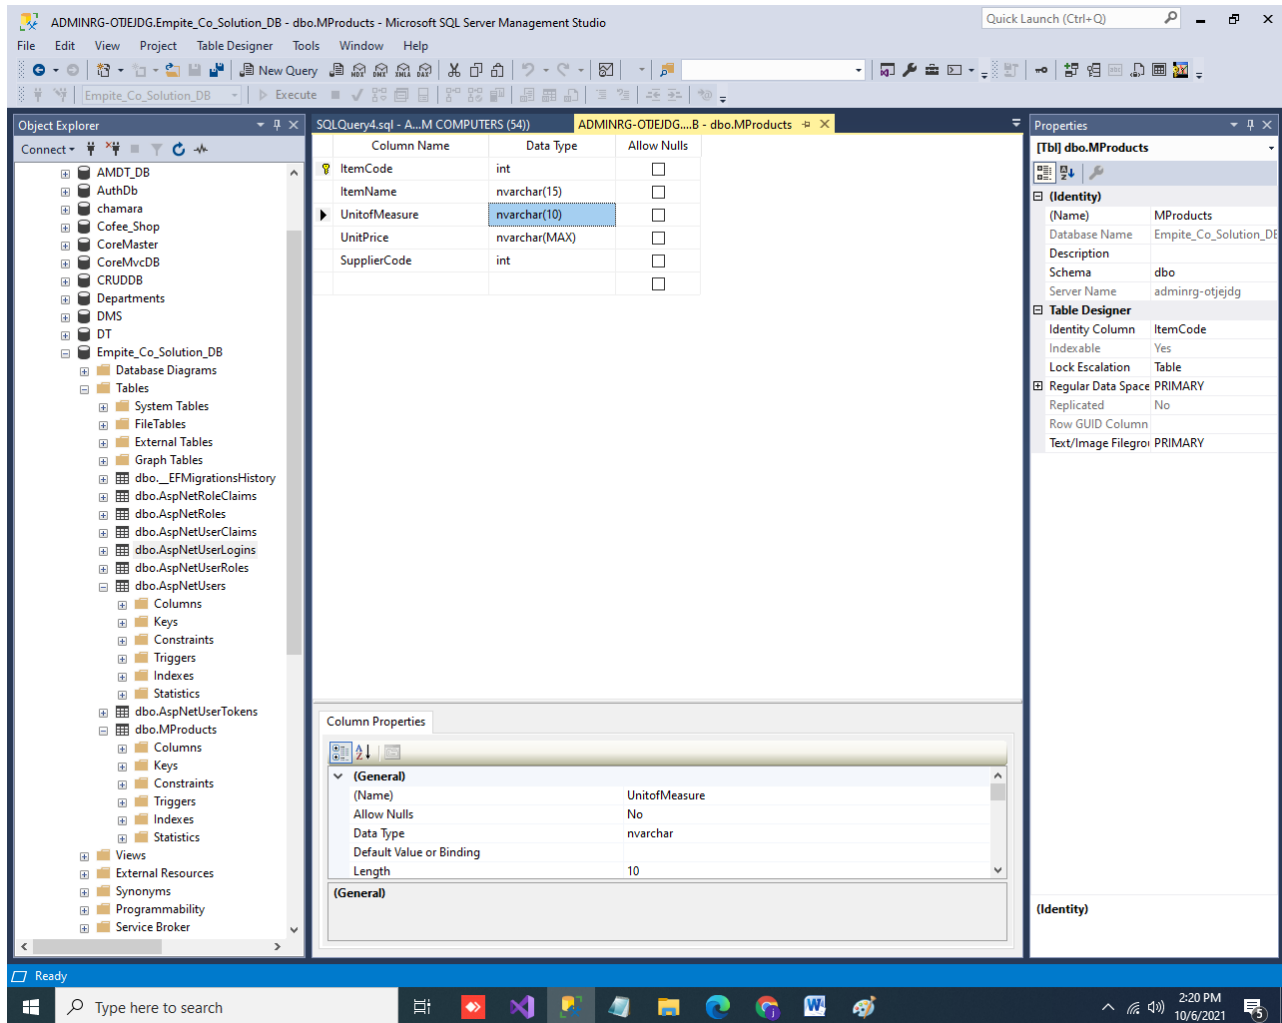 ADMINRG-OTJEJDG.Empite_Co_Solution_DB - dbo.MProducts - Microsoft SQL Server Management Studio
Quick Launch (Ctrl+Q)
File Edit View Project Table Designer Tools Window Help
New Query MDX DMX XMLA DAX
Empite_Co_Solution_DB Execute
Object Explorer
Connect
AMDT_DB
AuthDb
chamara
Cofee_Shop
CoreMaster
CoreMvcDB
CRUDDB
Departments
DMS
DT
Empite_Co_Solution_DB
Database Diagrams
Tables
System Tables
FileTables
External Tables
Graph Tables
dbo.__EFMigrationsHistory
dbo.AspNetRoleClaims
dbo.AspNetRoles
dbo.AspNetUserClaims
dbo.AspNetUserLogins
dbo.AspNetUserRoles
dbo.AspNetUsers
Columns
Keys
Constraints
Triggers
Indexes
Statistics
dbo.AspNetUserTokens
dbo.MProducts
Columns
Keys
Constraints
Triggers
Indexes
Statistics
Views
External Resources
Synonyms
Programmability
Service Broker
SQLQuery4.sql - A...M COMPUTERS (54)) ADMINRG-OTJEJDG....B - dbo.MProducts
Column Name Data Type Allow Nulls
ItemCode int
ItemName nvarchar(15)
UnitofMeasure nvarchar(10)
UnitPrice nvarchar(MAX)
SupplierCode int
Column Properties
(General)
(Name) UnitofMeasure
Allow Nulls No
Data Type nvarchar
Default Value or Binding
Length 10
(General)
Properties
[Tbl] dbo.MProducts
(Identity)
(Name) MProducts
Database Name Empite_Co_Solution_DB
Description
Schema dbo
Server Name adminrg-otjejdg
Table Designer
Identity Column ItemCode
Indexable Yes
Lock Escalation Table
Regular Data Space PRIMARY
Replicated No
Row GUID Column
Text/Image Filegrou PRIMARY
(Identity)
Ready
Type here to search
2:20 PM
10/6/2021
5